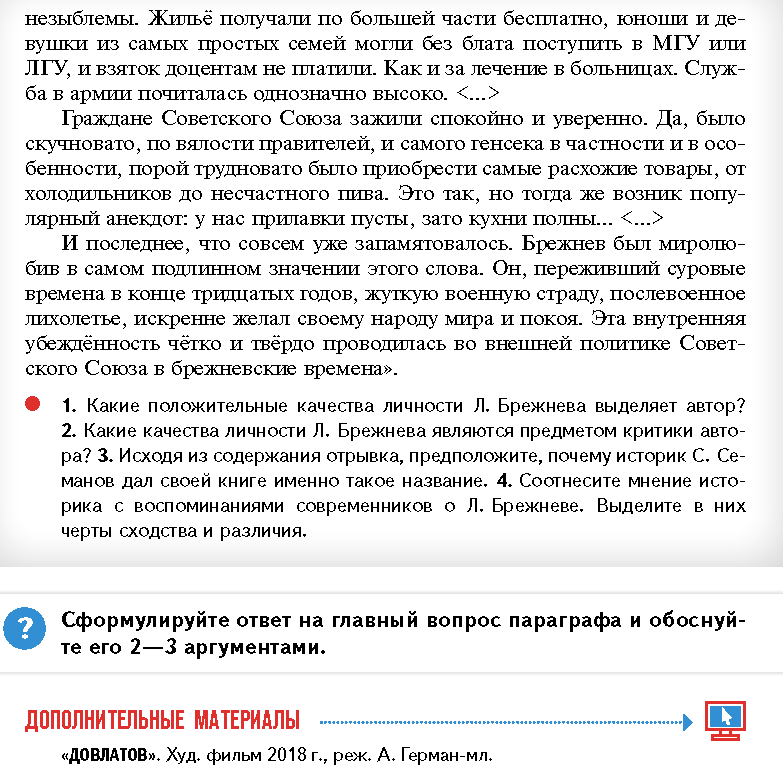 незыблемы. Жильё получали по большей части бесплатно, юноши и де-
вушки из самых простых семей могли без блата поступить в МГУ или
ЛГУ, и взяток доцентам не платили. Как и за лечение в больницах. Служ-
ба в армии почиталась однозначно высоко. <...>
Граждане Советского Союза зажили спокойно и уверенно. Да, было
скучновато, по вялости правителей, и самого генсека в частности и в осо-
бенности, порой трудновато было приобрести самые расхожие товары, от
холодильников до несчастного пива. Это так, но тогда же возник попу-
лярный анекдот: у нас прилавки пусты, зато кухни полны... <...>
И последнее, что совсем уже запамятовалось. Брежнев был миролю-
бив в самом подлинном значении этого слова. Он, переживший суровые
времена в конце тридцатых годов, жуткую военную страду, послевоенное
лихолетье, искренне желал своему народу мира и покоя. Эта внутренняя
убеждённость чётко и твёрдо проводилась во внешней политике Совет-
ского Союза в брежневские времена».
1. Какие положительные качества личности Л. Брежнева выделяет автор?
2. Какие качества личности Л. Брежнева являются предметом критики авто-
ра? 3. Исходя из содержания отрывка, предположите, почему историк С. Се-
манов дал своей книге именно такое название. 4. Соотнесите мнение исто-
рика с воспоминаниями современников о Л. Брежневе. Выделите в них
черты сходства и различия.
? Сформулируйте ответ на главный вопрос параграфа и обоснуй-
те его 2—3 аргументами.
ДОПОЛНИТЕЛЬНЫЕ МАТЕРИАЛЫ
«ДОВЛАТОВ». Худ. фильм 2018 г., реж. А. Герман-мл.